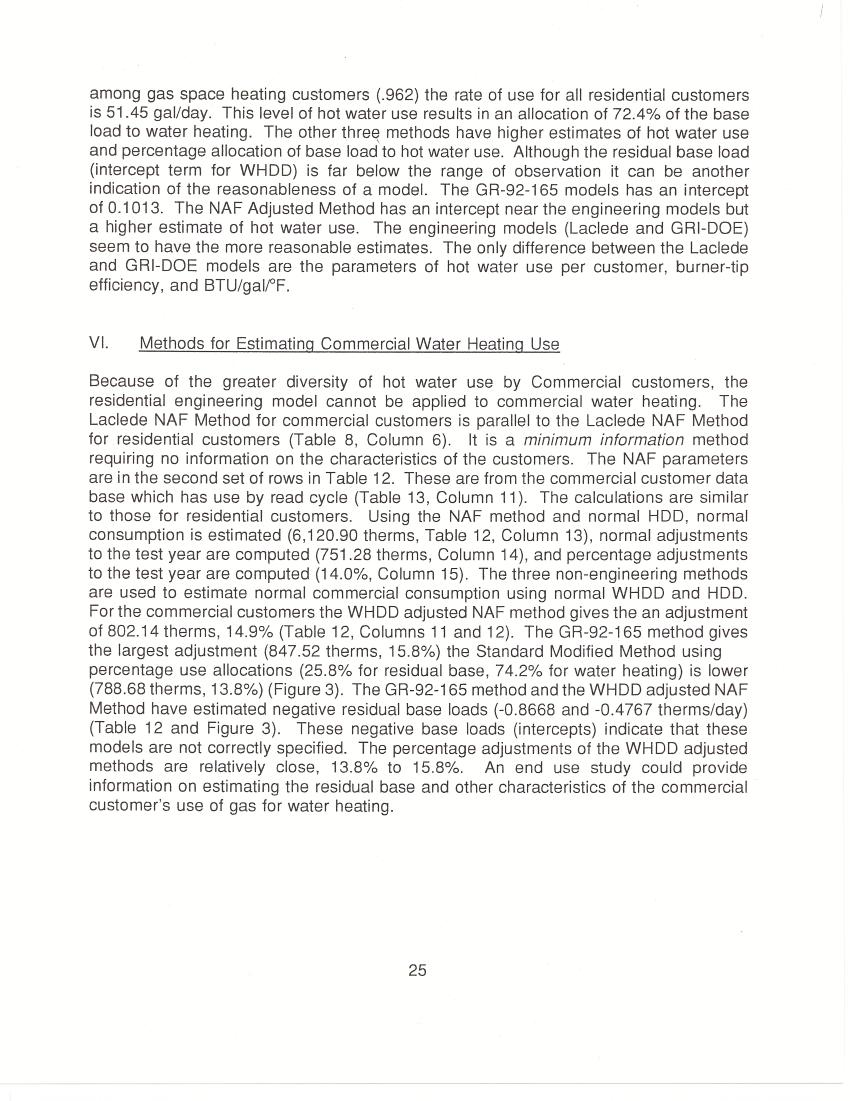 among gas space heating customers (.962) the rate of use for all residential customers
is 51.45 gal/day. This level of hot water use results in an allocation of 72.4% of the base
load to water heating. The other three methods have higher estimates of hot water use
and percentage allocation of base load to hot water use. Although the residual base load
(intercept term for WHDD) is far below the range of observation it can be another
indication of the reasonableness of a model. The GR-92-165 models has an intercept
of 0.1013. The NAF Adjusted Method has an intercept near the engineering models but
a higher estimate of hot water use. The engineering models (Laclede and GRI-DOE)
seem to have the more reasonable estimates. The only difference between the Laclede
and GRI-DOE models are the parameters of hot water use per customer, burner-tip
efficiency, and BTU/gal/°F.
VI. Methods for Estimating Commercial Water Heating Use
Because of the greater diversity of hot water use by Commercial customers, the
residential engineering model cannot be applied to commercial water heating. The
Laclede NAF Method for commercial customers is parallel to the Laclede NAF Method
for residential customers (Table 8, Column 6). It is a minimum information method
requiring no information on the characteristics of the customers. The NAF parameters
are in the second set of rows in Table 12. These are from the commercial customer data
base which has use by read cycle (Table 13, Column 11). The calculations are similar
to those for residential customers. Using the NAF method and normal HDD, normal
consumption is estimated (6,120.90 therms, Table 12, Column 13), normal adjustments
to the test year are computed (751.28 therms, Column 14), and percentage adjustments
to the test year are computed (14.0%, Column 15). The three non-engineering methods
are used to estimate normal commercial consumption using normal WHDD and HDD.
For the commercial customers the WHDD adjusted NAF method gives the an adjustment
of 802.14 therms, 14.9% (Table 12, Columns 11 and 12). The GR-92-165 method gives
the largest adjustment (847.52 therms, 15.8%) the Standard Modified Method using
percentage use allocations (25.8% for residual base, 74.2% for water heating) is lower
(788.68 therms, 13.8%) (Figure 3). The GR-92-165 method and the WHDD adjusted NAF
Method have estimated negative residual base loads (-0.8668 and -0.4767 therms/day)
(Table 12 and Figure 3). These negative base loads (intercepts) indicate that these
models are not correctly specified. The percentage adjustments of the WHDD adjusted
methods are relatively close, 13.8% to 15.8%. An end use study could provide
information on estimating the residual base and other characteristics of the commercial
customer's use of gas for water heating.
25